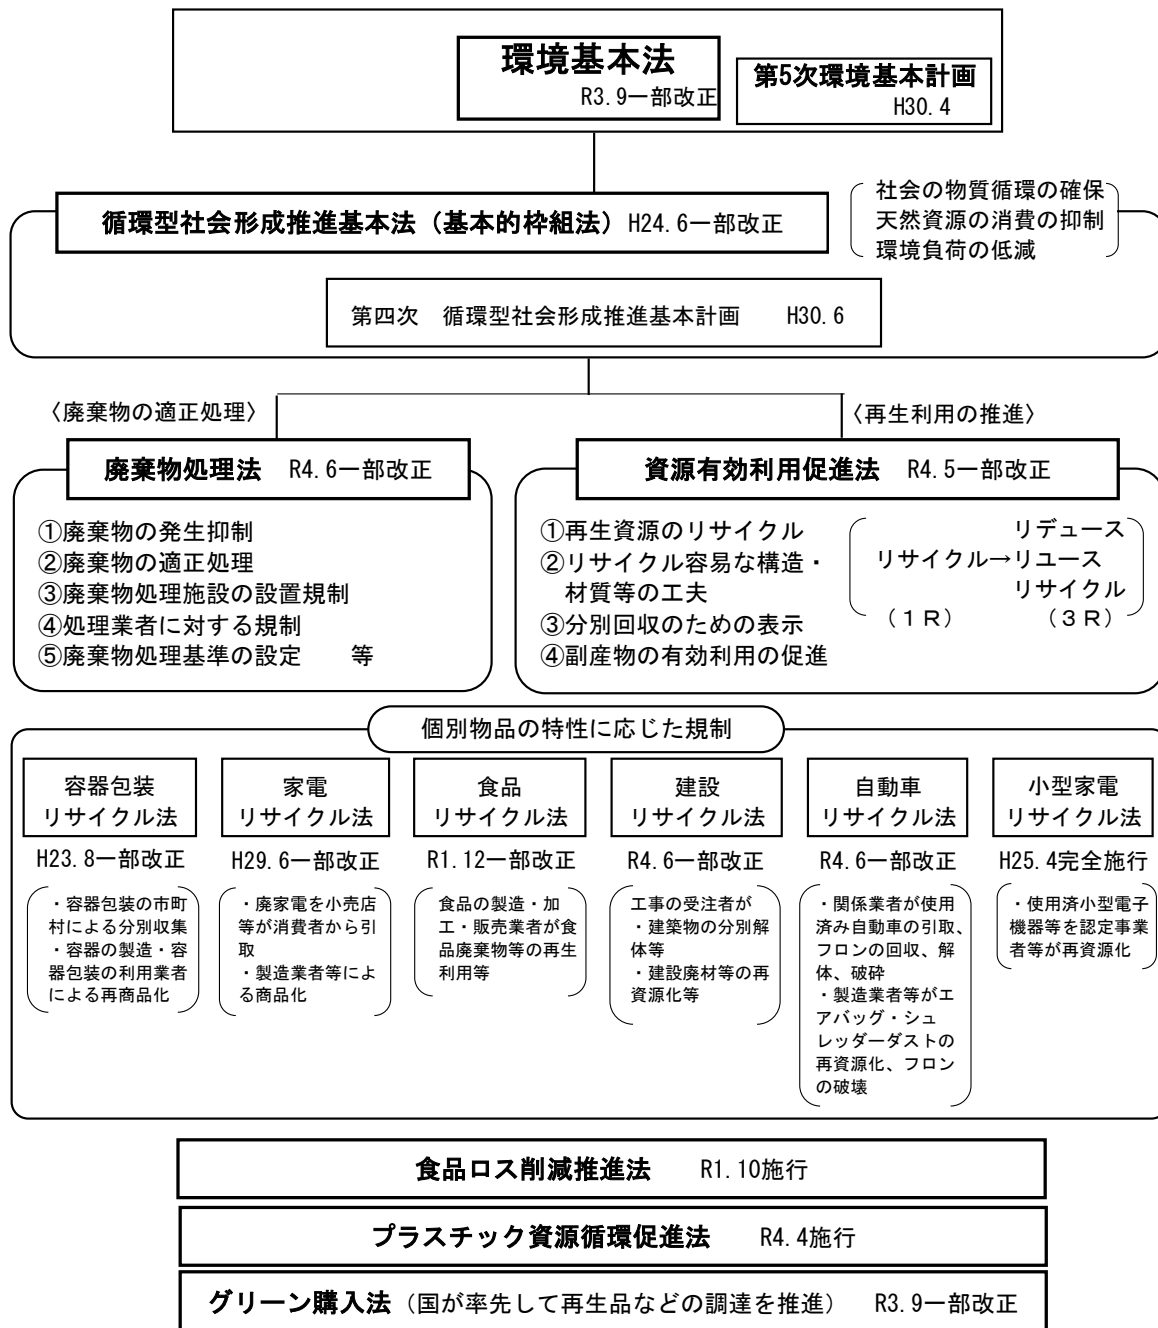 環境基本法
R3.9一部改正
第5次環境基本計画
H30.4
循環型社会形成推進基本法（基本的枠組法）H24.6一部改正
社会の物質循環の確保
天然資源の消費の抑制
環境負荷の低減
第四次　循環型社会形成推進基本計画　　H30.6
〈廃棄物の適正処理〉
〈再生利用の推進〉
廃棄物処理法　R4.6一部改正
①廃棄物の発生抑制
②廃棄物の適正処理
③廃棄物処理施設の設置規制
④処理業者に対する規制
⑤廃棄物処理基準の設定　　等
資源有効利用促進法　R4.5一部改正
①再生資源のリサイクル
②リサイクル容易な構造・
材質等の工夫
③分別回収のための表示
④副産物の有効利用の促進
リデュース
リサイクル→リユース
リサイクル
（１Ｒ）　（３Ｒ）
個別物品の特性に応じた規制
容器包装
リサイクル法
H23.8一部改正
・容器包装の市町
村による分別収集
・容器の製造・容
器包装の利用業者
による再商品化
家電
リサイクル法
H29.6一部改正
・廃家電を小売店
等が消費者から引
取
・製造業者等によ
る商品化
食品
リサイクル法
R1.12一部改正
食品の製造・加
工・販売業者が食
品廃棄物等の再生
利用等
建設
リサイクル法
R4.6一部改正
工事の受注者が
・建築物の分別解
体等
・建設廃材等の再
資源化等
自動車
リサイクル法
R4.6一部改正
・関係業者が使用
済み自動車の引取、
フロンの回収、解
体、破砕
・製造業者等がエ
アバッグ・シュ
レッダーダストの
再資源化、フロン
の破壊
小型家電
リサイクル法
H25.4完全施行
・使用済小型電子
機器等を認定事業
者等が再資源化
食品ロス削減推進法　R1.10施行
プラスチック資源循環促進法　R4.4施行
グリーン購入法（国が率先して再生品などの調達を推進）　R3.9一部改正